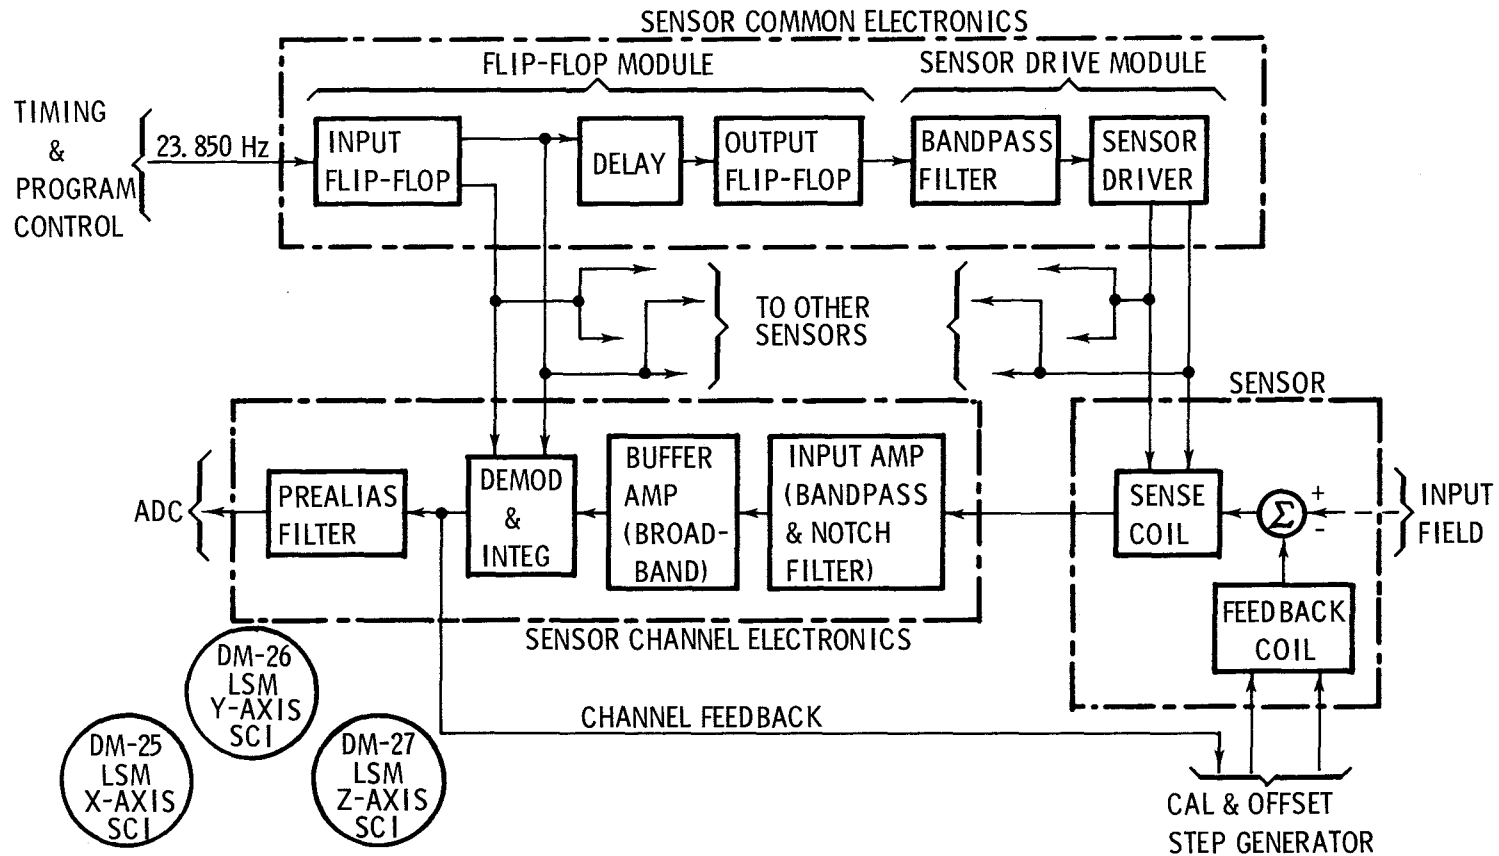 SENSOR COMMON ELECTRONICS
FLIP-FLOP MODULE
SENSOR DRIVE MODULE
TIMING
&
PROGRAM
CONTROL
23.850 Hz
INPUT
FLIP-FLOP
DELAY
OUTPUT
FLIP-FLOP
BANDPASS
FILTER
SENSOR
DRIVER
TO OTHER
SENSORS
SENSOR
ADC
PREALIAS
FILTER
DEMOD
&
INTEG
BUFFER
AMP
(BROAD-
BAND)
INPUT AMP
(BANDPASS
& NOTCH
FILTER)
SENSE
COIL
Σ
+
-
INPUT
FIELD
FEEDBACK
COIL
SENSOR CHANNEL ELECTRONICS
CHANNEL FEEDBACK
CAL & OFFSET
STEP GENERATOR
DM-26
LSM
Y-AXIS
SCI
DM-25
LSM
X-AXIS
SCI
DM-27
LSM
Z-AXIS
SCI